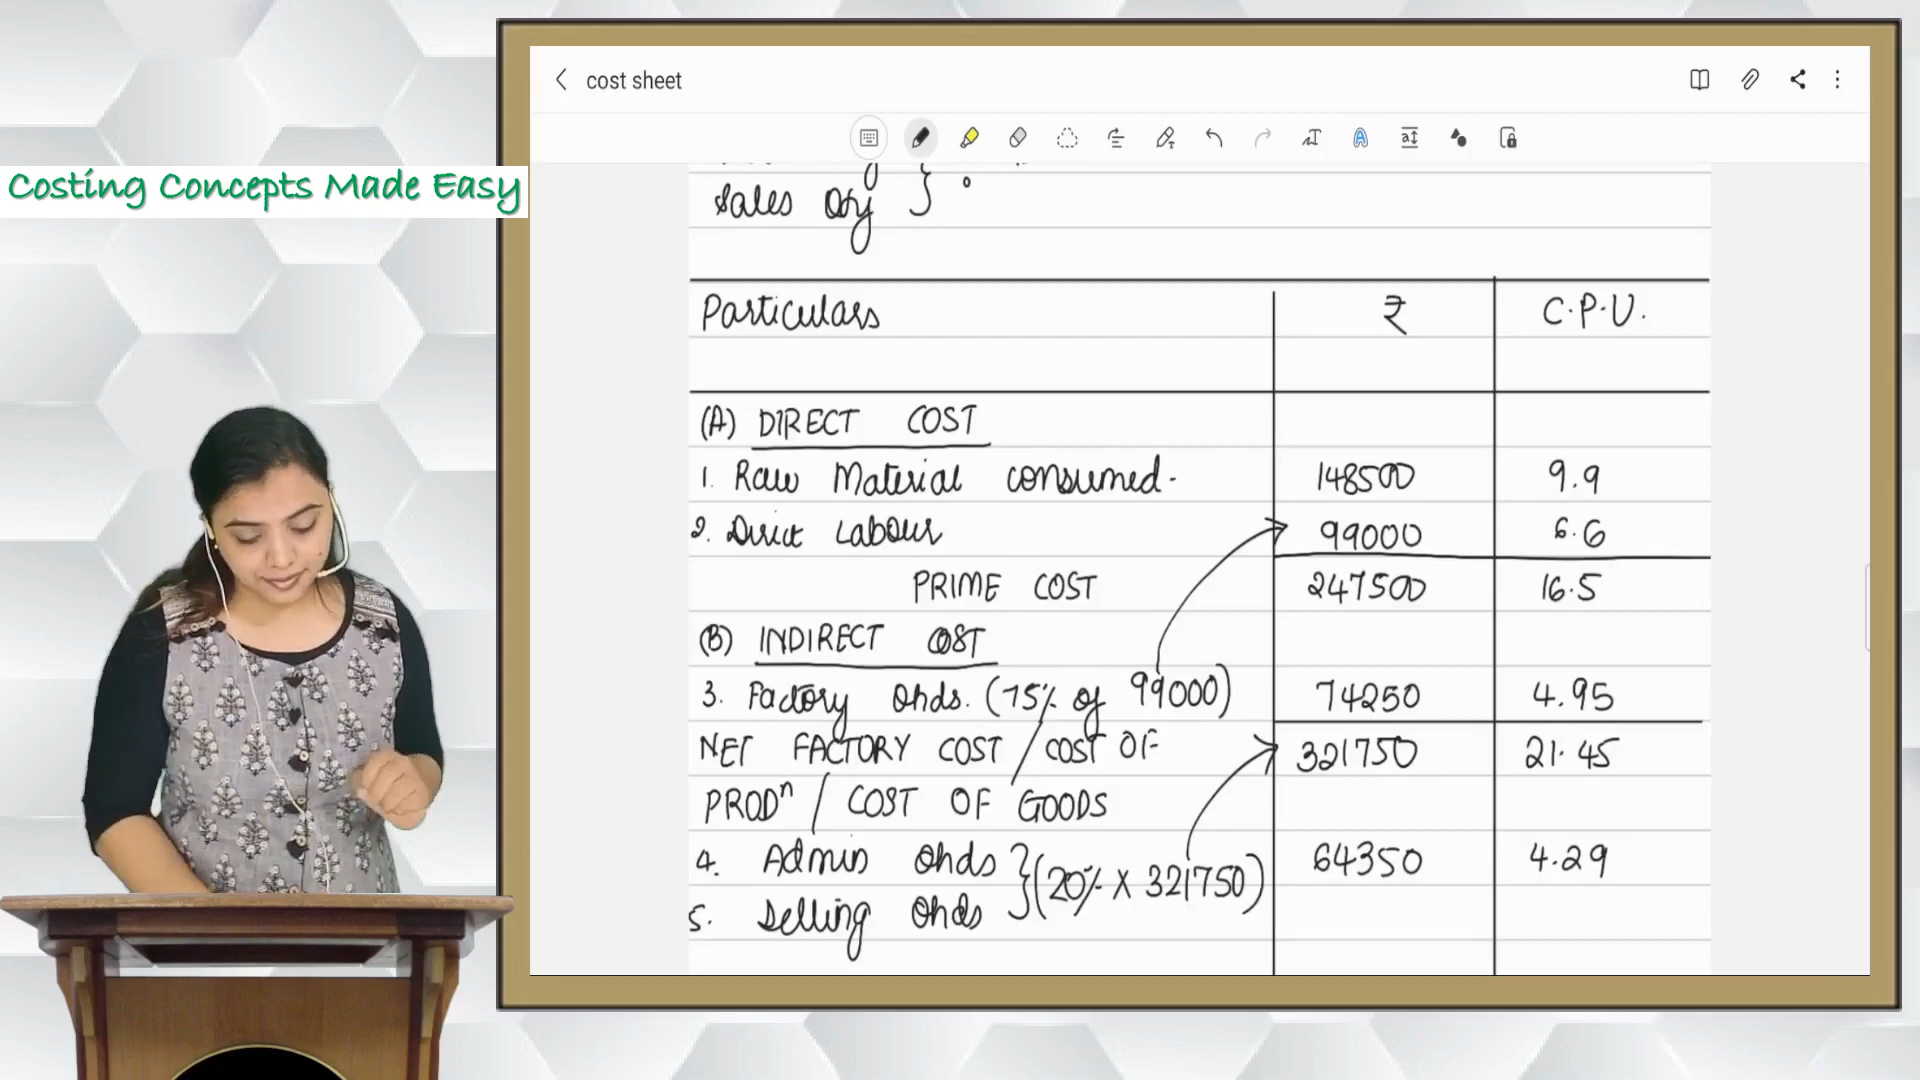 Costing Concepts Made Easy
cost sheet
Sales Qty }
Particulars ₹ C.P.U.
(A) DIRECT COST
1. Raw Material consumed. 148500 9.9
2. Direct Labour 99000 6.6
PRIME COST 247500 16.5
(B) INDIRECT COST
3. Factory Ohds. (75% of 99000) 74250 4.95
NET FACTORY COST / COST OF 321750 21.45
PRODn / COST OF GOODS
4. Admin Ohds } (20% X 321750) 64350 4.29
5. Selling Ohds